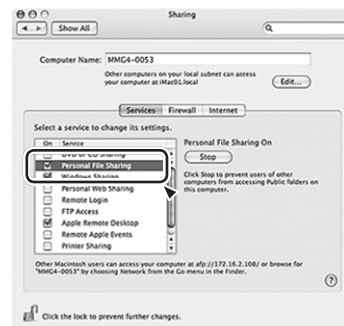 Sharing
Show All
Computer Name: MMG4-0053
Other computers on your local subnet can access
your computer at iMac01.local
Edit...
Services Firewall Internet
Select a service to change its settings.
On Service
DVD or CD Sharing
Personal File Sharing
Windows Sharing
Personal Web Sharing
Remote Login
FTP Access
Apple Remote Desktop
Remote Apple Events
Printer Sharing
Personal File Sharing On
Stop
Click Stop to prevent users of other
computers from accessing Public folders on
this computer.
Other Macintosh users can access your computer at afp://172.16.2.108/ or browse for
"MMG4-0053" by choosing Network from the Go menu in the Finder.
?
Click the lock to prevent further changes.